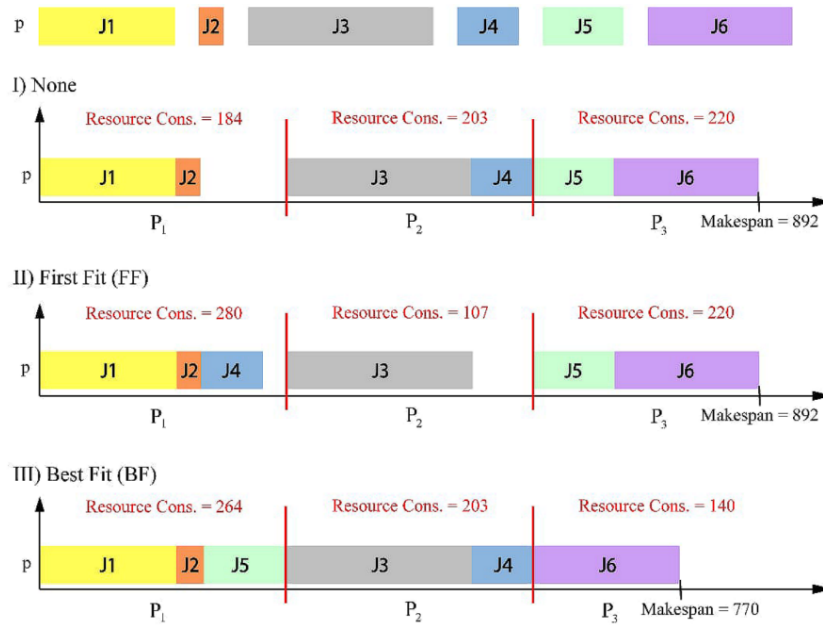 p J1 J2 J3 J4 J5 J6
I) None
Resource Cons. = 184 Resource Cons. = 203 Resource Cons. = 220
p J1 J2 J3 J4 J5 J6
P1 P2 P3 Makespan = 892
II) First Fit (FF)
Resource Cons. = 280 Resource Cons. = 107 Resource Cons. = 220
p J1 J2 J4 J3 J5 J6
P1 P2 P3 Makespan = 892
III) Best Fit (BF)
Resource Cons. = 264 Resource Cons. = 203 Resource Cons. = 140
p J1 J2 J5 J3 J4 J6
P1 P2 P3 Makespan = 770